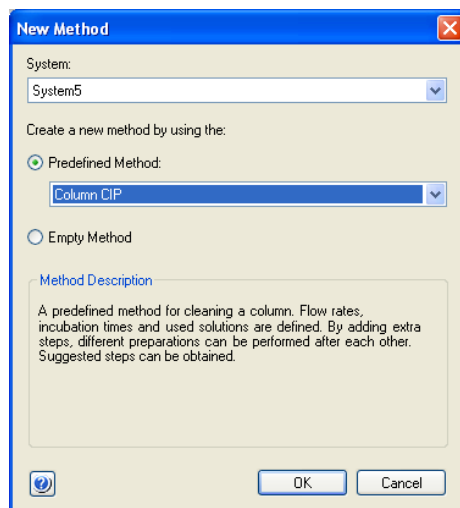 New Method
System:
System5
Create a new method by using the:
Predefined Method:
Column CIP
Empty Method
Method Description
A predefined method for cleaning a column. Flow rates,
incubation times and used solutions are defined. By adding extra
steps, different preparations can be performed after each other.
Suggested steps can be obtained.
OK
Cancel